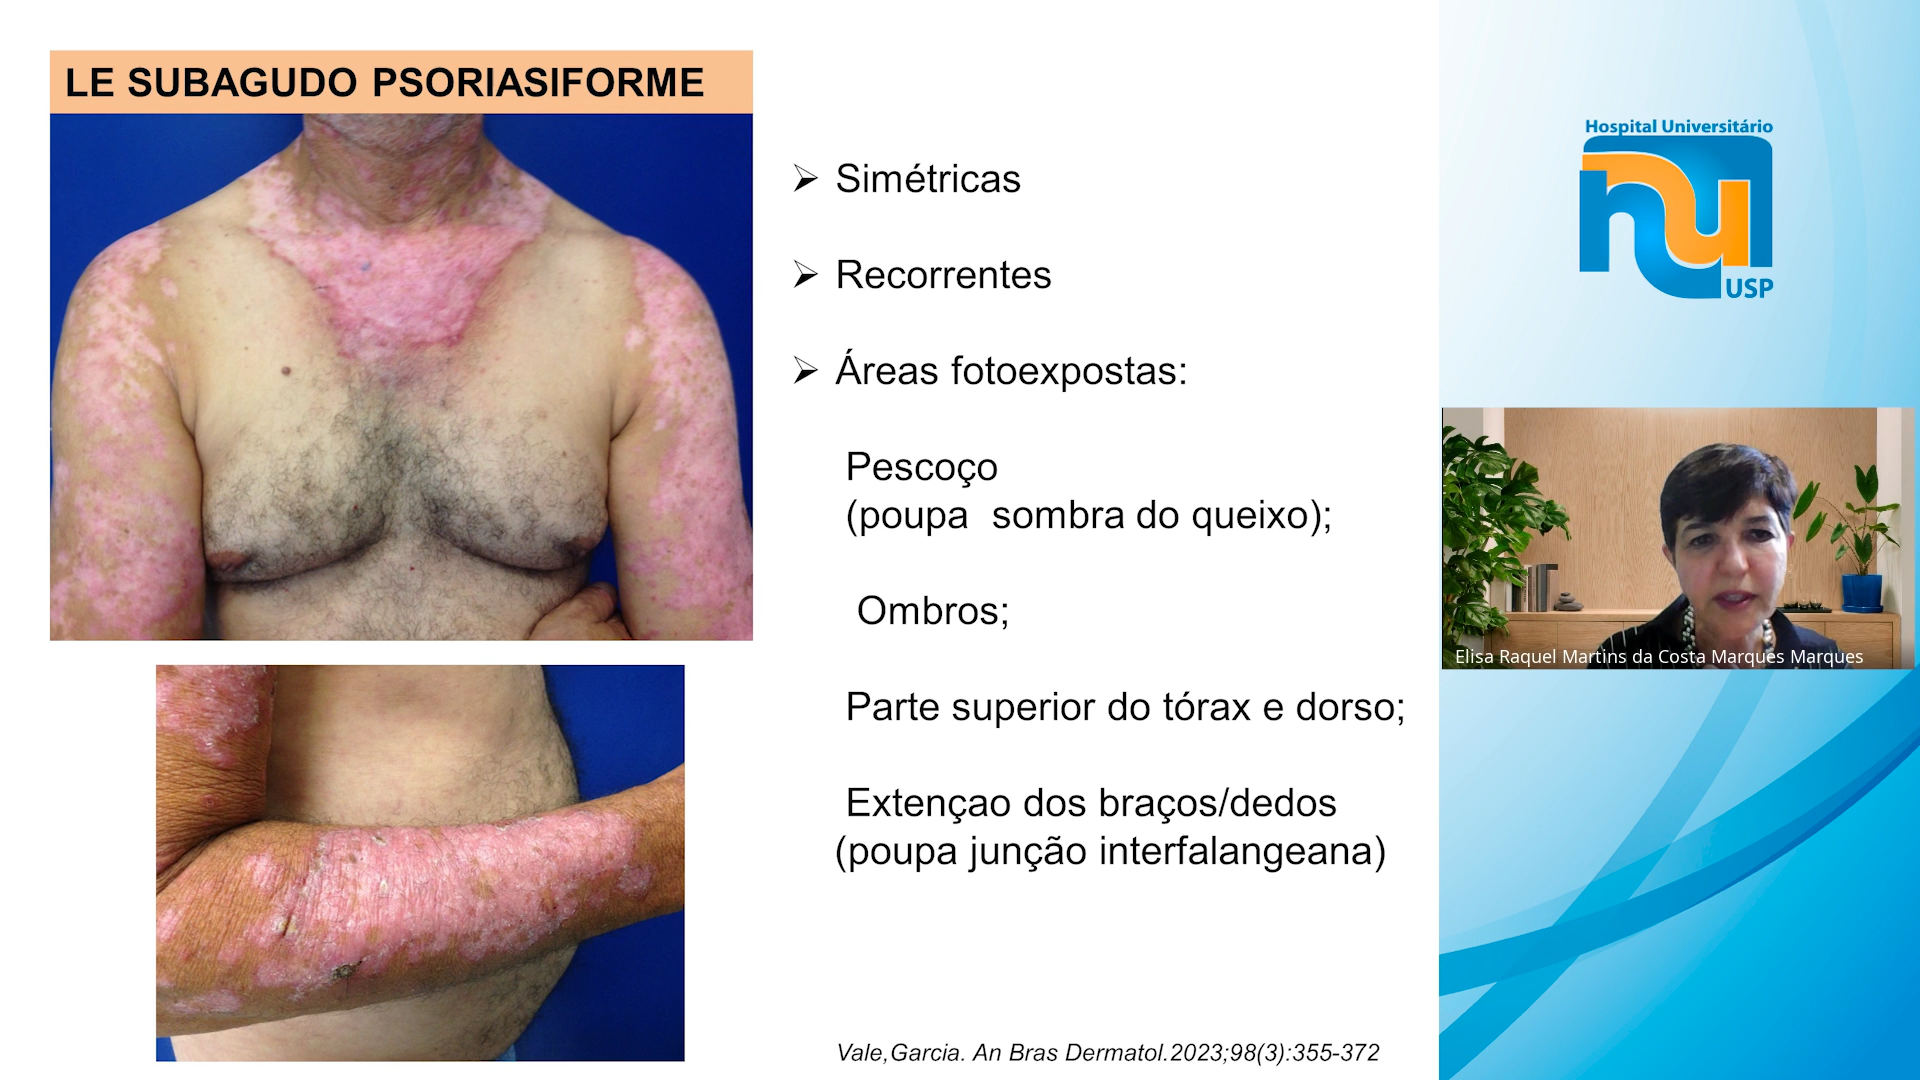 LE SUBAGUDO PSORIASIFORME
➢ Simétricas
➢ Recorrentes
➢ Áreas fotoexpostas:
Pescoço
(poupa sombra do queixo);
Ombros;
Parte superior do tórax e dorso;
Extençao dos braços/dedos
(poupa junção interfalangeana)
Vale,Garcia. An Bras Dermatol.2023;98(3):355-372
Hospital Universitário
hu
USP
Elisa Raquel Martins da Costa Marques Marques